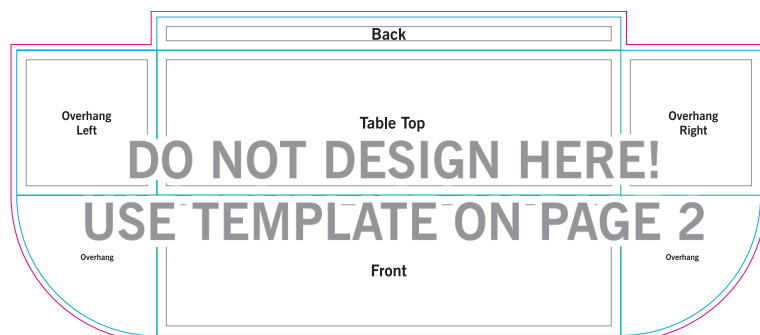 Back
Overhang
Left
Table Top
Overhang
Right
DO NOT DESIGN HERE!
USE TEMPLATE ON PAGE 2
Overhang
Front
Overhang